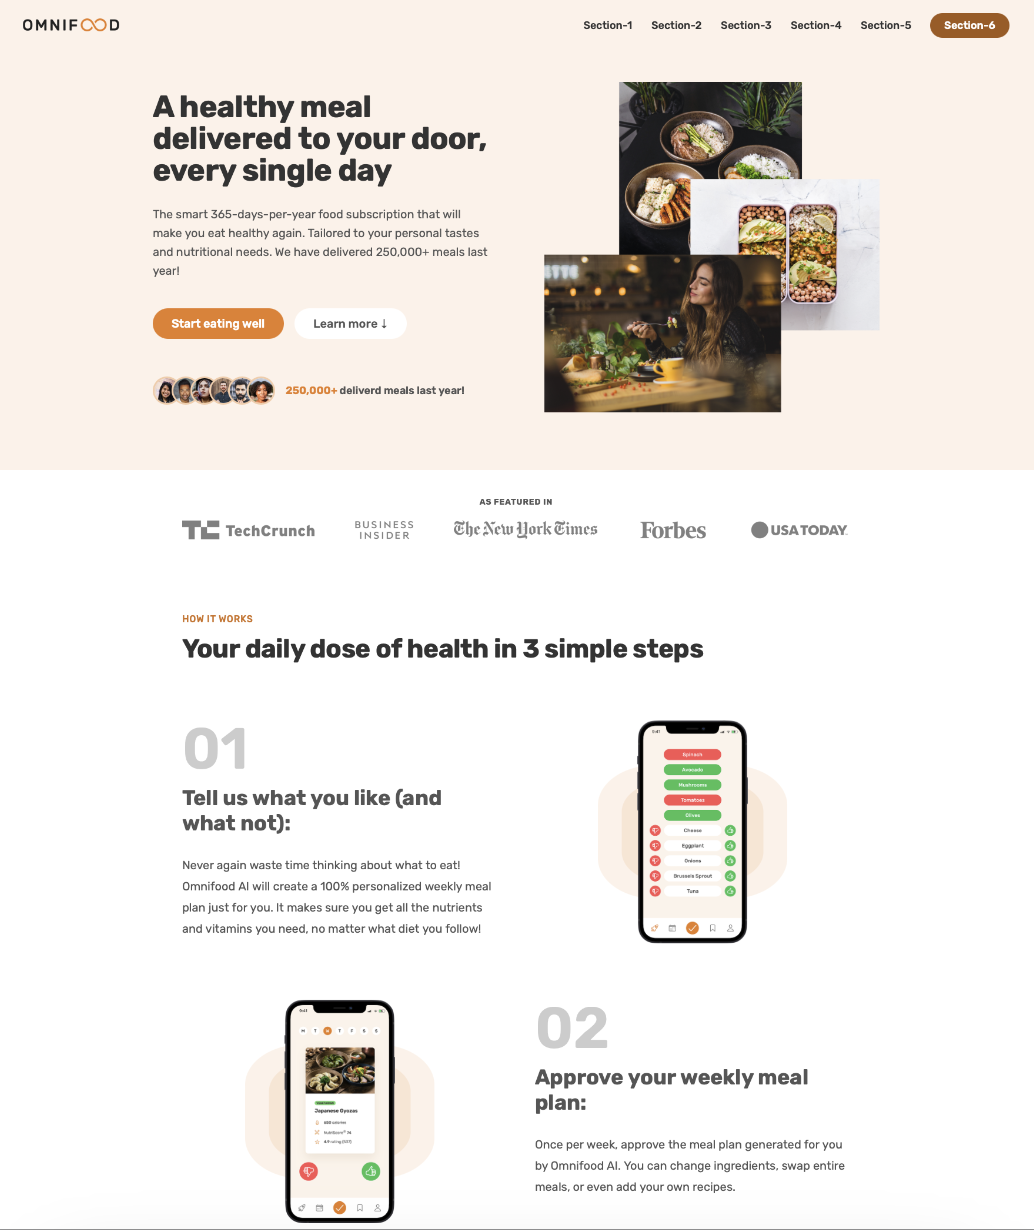 OMNIFOOD
Section-1 Section-2 Section-3 Section-4 Section-5 Section-6
A healthy meal
delivered to your door,
every single day
The smart 365-days-per-year food subscription that will
make you eat healthy again. Tailored to your personal tastes
and nutritional needs. We have delivered 250,000+ meals last
year!
Start eating well
Learn more ↓
250,000+ deliverd meals last year!
AS FEATURED IN
TechCrunch
BUSINESS
INSIDER
The New York Times
Forbes
USA TODAY
HOW IT WORKS
Your daily dose of health in 3 simple steps
01
Tell us what you like (and
what not):
Never again waste time thinking about what to eat!
Omnifood AI will create a 100% personalized weekly meal
plan just for you. It makes sure you get all the nutrients
and vitamins you need, no matter what diet you follow!
9:41
Spinach
Avocado
Mushrooms
Tomatoes
Olives
Cheese
Eggplant
Onions
Brussels Sprout
Tuna
9:41
M T W T F S S
Japanese Gyozas
650 calories
02
Approve your weekly meal
plan:
Once per week, approve the meal plan generated for you
by Omnifood AI. You can change ingredients, swap entire
meals, or even add your own recipes.